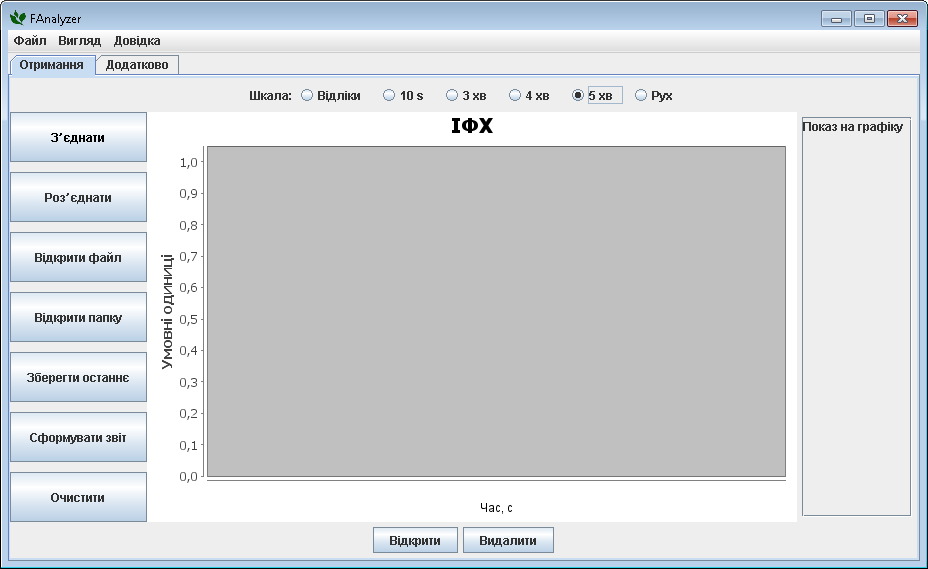 FAnalyzer
Файл Вигляд Довідка
Отримання Додатково
Шкала: Відліки 10 s 3 хв 4 хв 5 хв Рух
З’єднати
Роз’єднати
Відкрити файл
Відкрити папку
Зберегти останнє
Сформувати звіт
Очистити
ІФХ
Умовні одиниці
1,0
0,9
0,8
0,7
0,6
0,5
0,4
0,3
0,2
0,1
0,0
Час, с
Показ на графіку
Відкрити Видалити